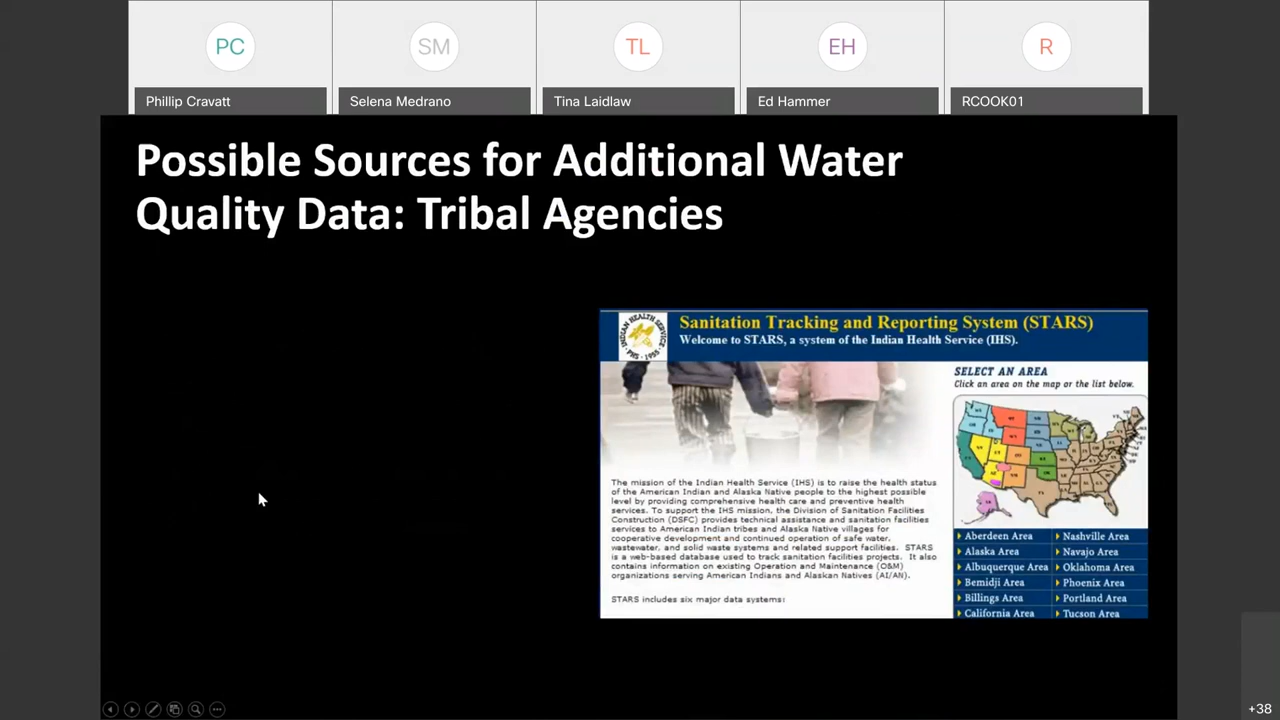 PC
SM
TL
EH
R
Phillip Cravatt
Selena Medrano
Tina Laidlaw
Ed Hammer
RCOOK01
Possible Sources for Additional Water
Quality Data: Tribal Agencies
Sanitation Tracking and Reporting System (STARS)
Welcome to STARS, a system of the Indian Health Service (IHS).
SELECT AN AREA
Click an area on the map or the list below.
The mission of the Indian Health Service (IHS) is to raise the health status
of the American Indian and Alaska Native people to the highest possible
level by providing comprehensive health care and preventive health
services. To support the IHS mission, the Division of Sanitation Facilities
Construction (DSFC) provides technical assistance and sanitation facilities
services to American Indian tribes and Alaska Native villages for
cooperative development and continued operation of safe water,
wastewater, and solid waste systems and related support facilities. STARS
is a web-based database used to track sanitation facilities projects. It also
contains information on existing Operation and Maintenance (O&M)
organizations serving American Indians and Alaskan Natives (AI/AN).
STARS includes six major data systems:
Aberdeen Area
Nashville Area
Alaska Area
Navajo Area
Albuquerque Area
Oklahoma Area
Bemidji Area
Phoenix Area
Billings Area
Portland Area
California Area
Tucson Area
+38